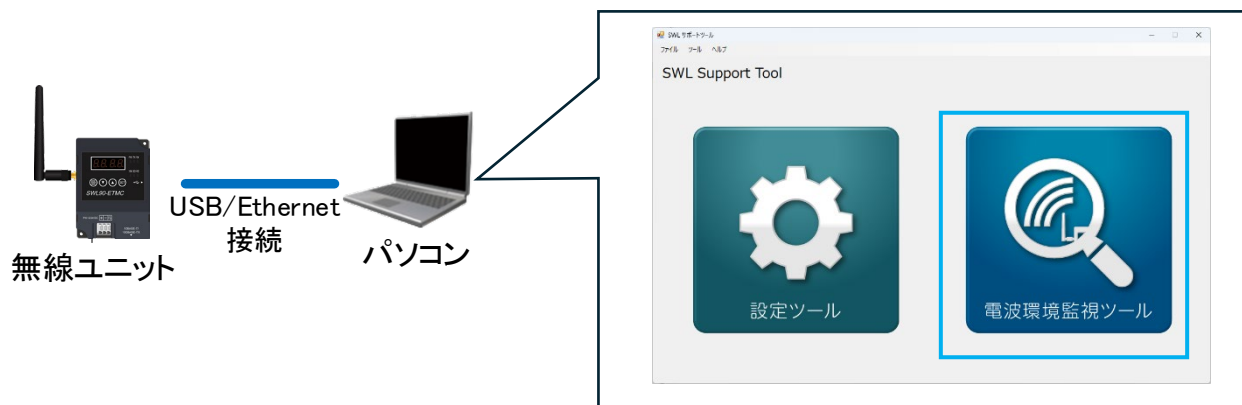 SWL サポートツール
ファイル ツール ヘルプ
SWL Support Tool
設定ツール
電波環境監視ツール
SWL90-ETMC
USB/Ethernet
接続
無線ユニット
パソコン